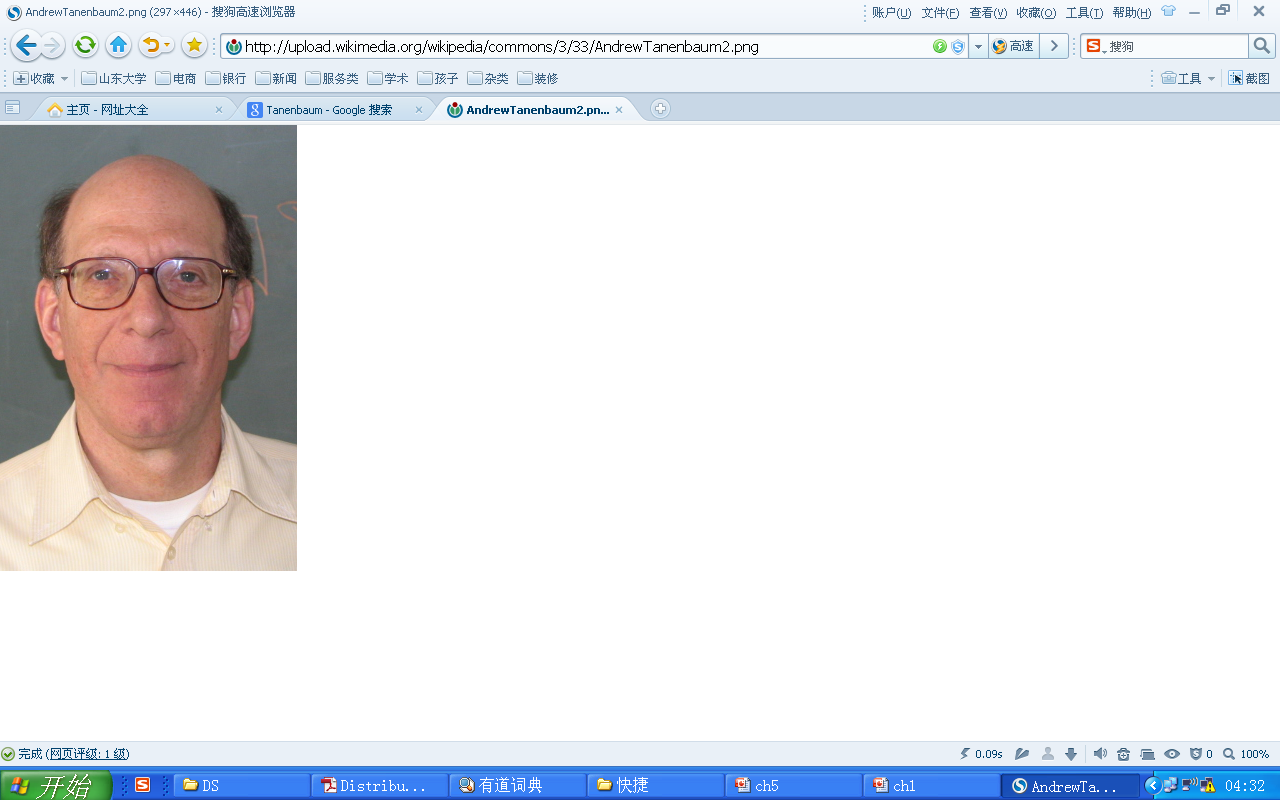 AndrewTanenbaum2.png (297×446) - 搜狗高速浏览器
账户(U) 文件(F) 查看(V) 收藏(O) 工具(T) 帮助(H)
http://upload.wikimedia.org/wikipedia/commons/3/33/AndrewTanenbaum2.png
高速
搜狗
收藏 山东大学 电商 银行 新闻 服务类 学术 孩子 杂类 装修 工具 截图
主页 - 网址大全 Tanenbaum - Google 搜索 AndrewTanenbaum2.pn...
完成 (网页评级: 1 级) 0.09s 0 100%
开始 DS Distribu... 有道词典 快捷 ch5 ch1 AndrewTa... 04:32